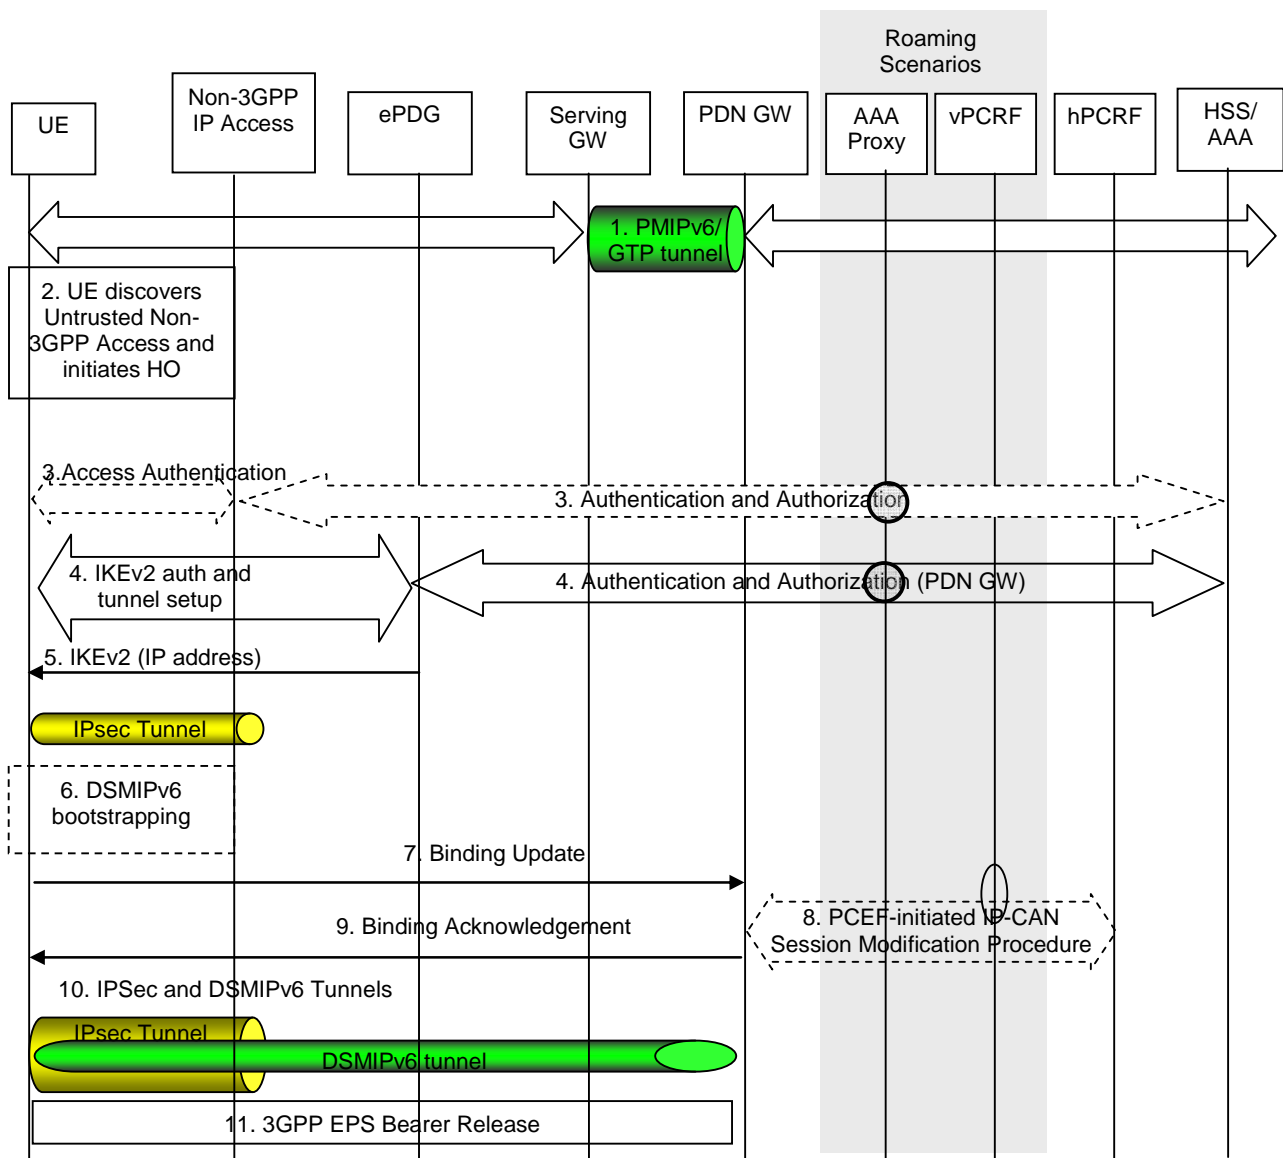 Roaming
Scenarios
UE
Non-3GPP
IP Access
ePDG
Serving
GW
PDN GW
AAA
Proxy
vPCRF
hPCRF
HSS/
AAA
1. PMIPv6/
GTP tunnel
2. UE discovers
Untrusted Non-
3GPP Access and
initiates HO
3.Access Authentication
3. Authentication and Authorization
4. IKEv2 auth and
tunnel setup
4. Authentication and Authorization (PDN GW)
5. IKEv2 (IP address)
IPsec Tunnel
6. DSMIPv6
bootstrapping
7. Binding Update
8. PCEF-initiated IP-CAN
Session Modification Procedure
9. Binding Acknowledgement
10. IPSec and DSMIPv6 Tunnels
IPsec Tunnel
DSMIPv6 tunnel
11. 3GPP EPS Bearer Release